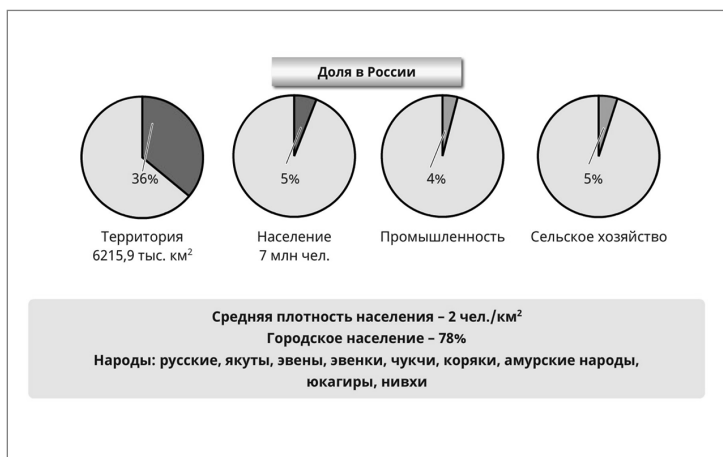 Доля в России
36%
5%
4%
5%
Территория
6215,9 тыс. км²
Население
7 млн чел.
Промышленность
Сельское хозяйство
Средняя плотность населения – 2 чел./км²
Городское население – 78%
Народы: русские, якуты, эвены, эвенки, чукчи, коряки, амурские народы,
юкагиры, нивхи